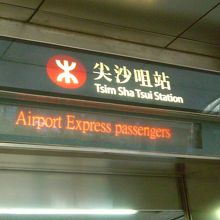 尖沙咀站
Tsim Sha Tsui Station
Airport Express passengers